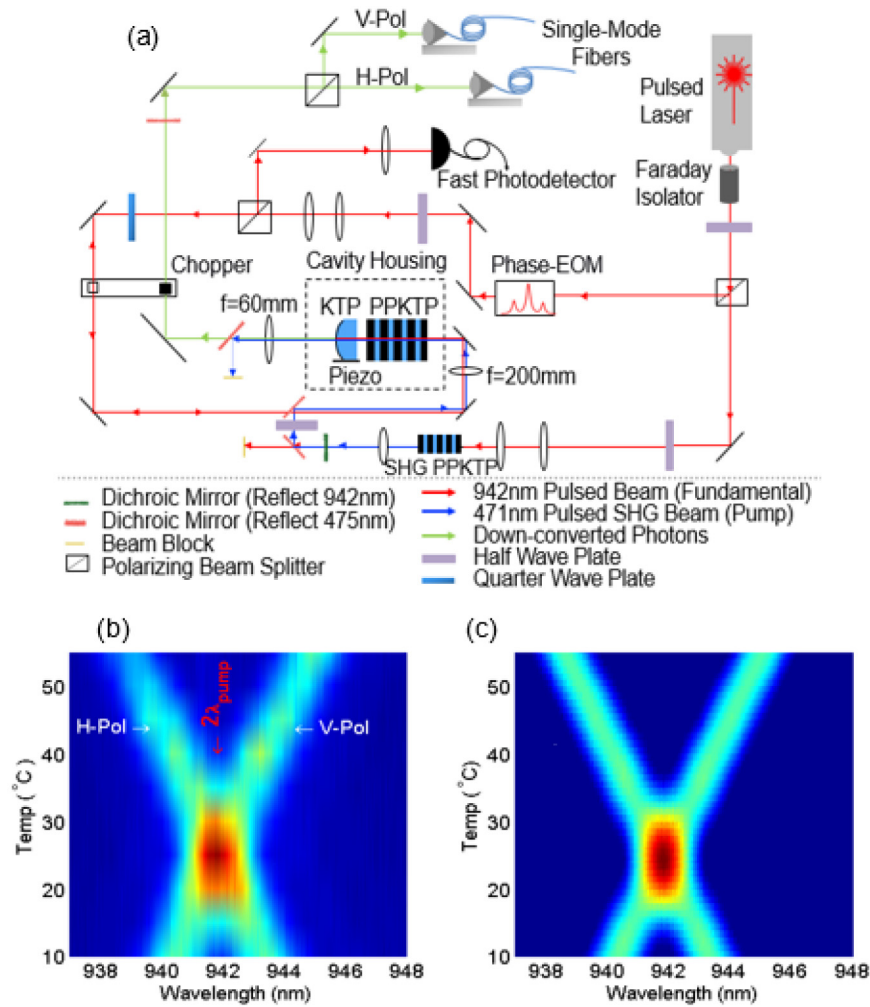 (a)
V-Pol
Single-Mode
Fibers
H-Pol
Pulsed
Laser
Fast Photodetector
Faraday
Isolator
Chopper
Cavity Housing
Phase-EOM
f=60mm
KTP PPKTP
Piezo
f=200mm
SHG PPKTP
Dichroic Mirror (Reflect 942nm)
Dichroic Mirror (Reflect 475nm)
Beam Block
Polarizing Beam Splitter
942nm Pulsed Beam (Fundamental)
471nm Pulsed SHG Beam (Pump)
Down-converted Photons
Half Wave Plate
Quarter Wave Plate
(b)
Temp (°C)
50
40
30
20
10
H-Pol
→
2λpump
←
V-Pol
←
938 940 942 944 946 948
Wavelength (nm)
(c)
Temp (°C)
50
40
30
20
10
938 940 942 944 946 948
Wavelength (nm)